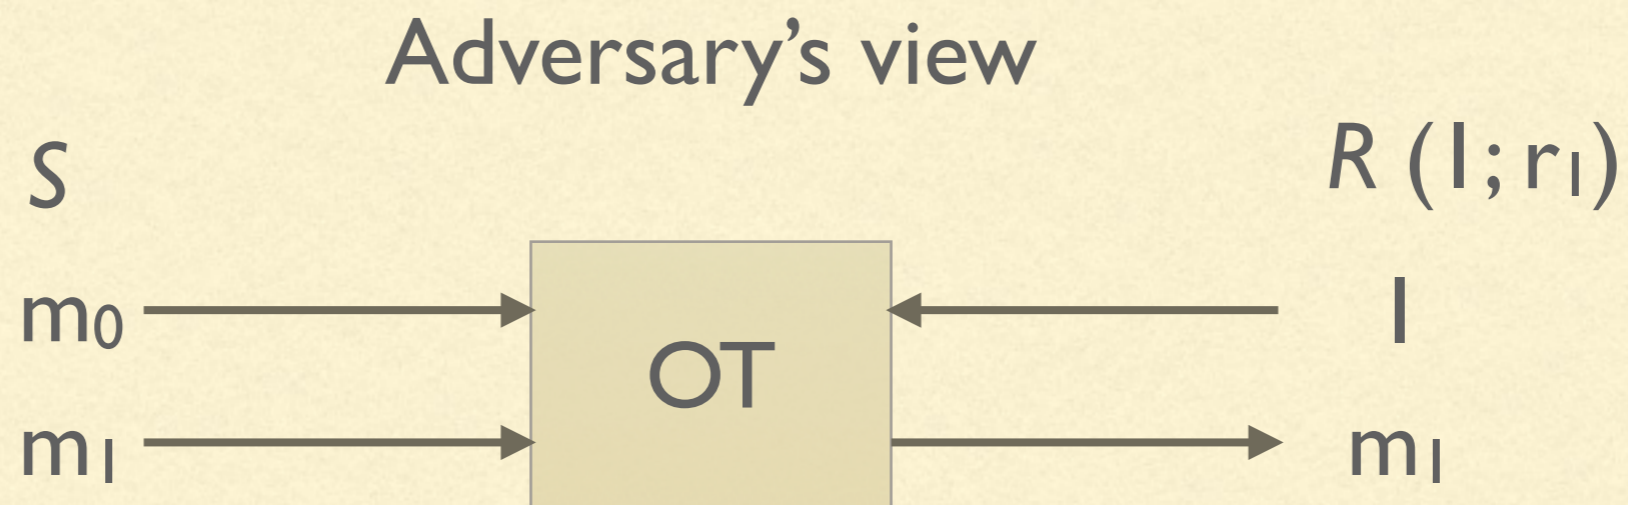 Adversary’s view
S
R (1; r₁)
m₀
1
OT
m₁
m₁